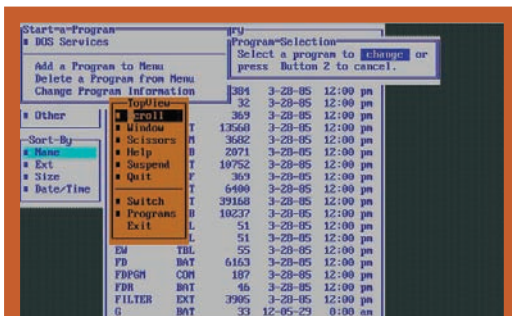 Start=a=Program
DOS Services
Add a Program to Menu
Delete a Program from Menu
Change Program Information
ry
Program=Selection
Select a program to change or
press Button 2 to cancel.
Other
Sort-By
Name
Ext
Size
Date/Time
TopView
croll
Window
Scissors
Help
Suspend
Quit
Switch
Programs
Exit
384 3-28-85 12:00 pm
32 3-28-85 12:00 pm
369 3-28-85 12:00 pm
T 13568 3-28-85 12:00 pm
M 3682 3-28-85 12:00 pm
B 2071 3-28-85 12:00 pm
T 10752 3-28-85 12:00 pm
F 369 3-28-85 12:00 pm
T 6400 3-28-85 12:00 pm
T 39168 3-28-85 12:00 pm
B 10237 3-28-85 12:00 pm
L 51 3-28-85 12:00 pm
L 51 3-28-85 12:00 pm
EW TBL 55 3-28-85 12:00 pm
FD BAT 6163 3-28-85 12:00 pm
FDPGM COM 187 3-28-85 12:00 pm
FDR BAT 46 3-28-85 12:00 pm
FILTER EXT 3905 3-28-85 12:00 pm
G BAT 33 12-05-29 0:00 am